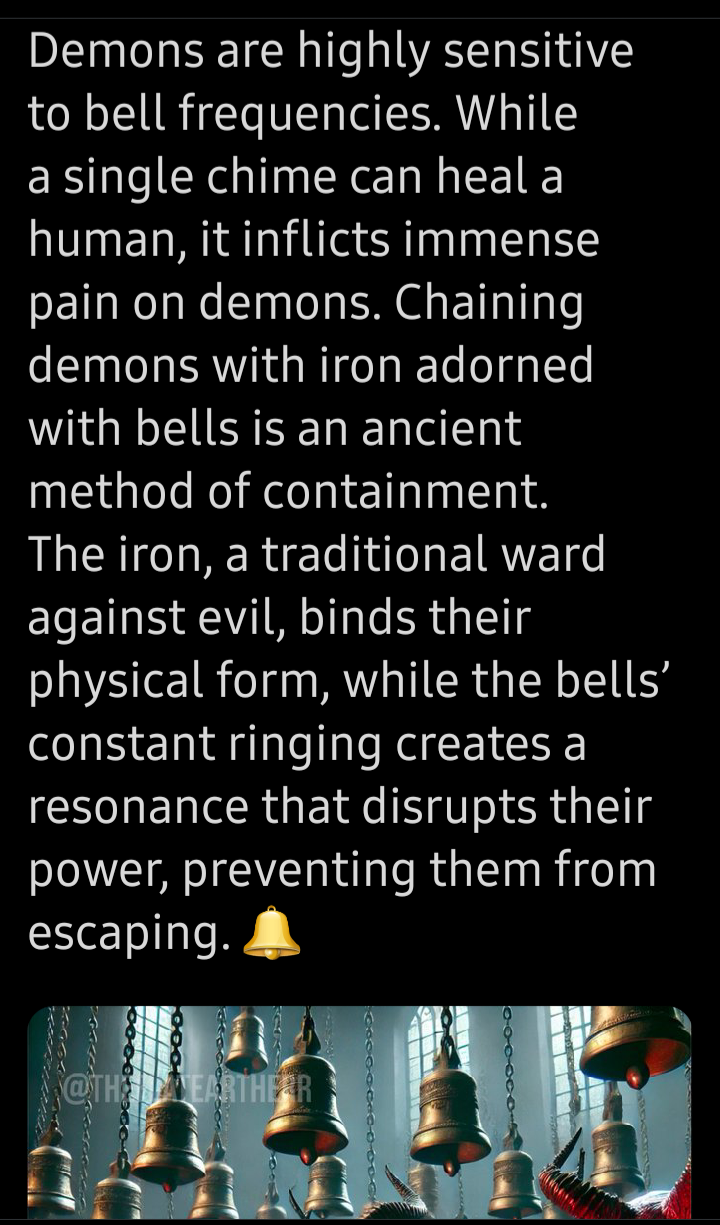 Demons are highly sensitive
to bell frequencies. While
a single chime can heal a
human, it inflicts immense
pain on demons. Chaining
demons with iron adorned
with bells is an ancient
method of containment.
The iron, a traditional ward
against evil, binds their
physical form, while the bells’
constant ringing creates a
resonance that disrupts their
power, preventing them from
escaping. 🔔